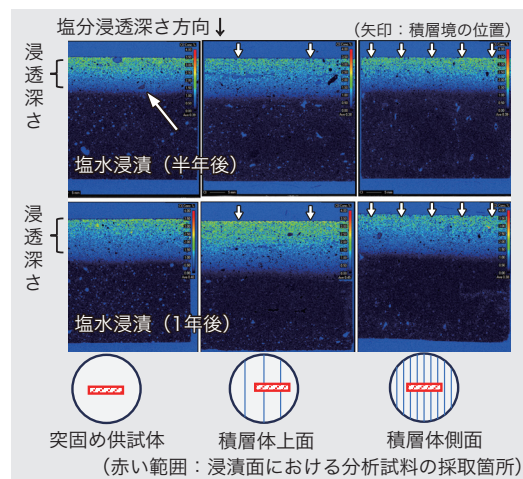 塩分浸透深さ方向↓
(矢印：積層境の位置)
浸透深さ
塩水浸漬（半年後）
浸透深さ
塩水浸漬（1年後）
突固め供試体
積層体上面
積層体側面
(赤い範囲：浸漬面における分析試料の採取箇所)